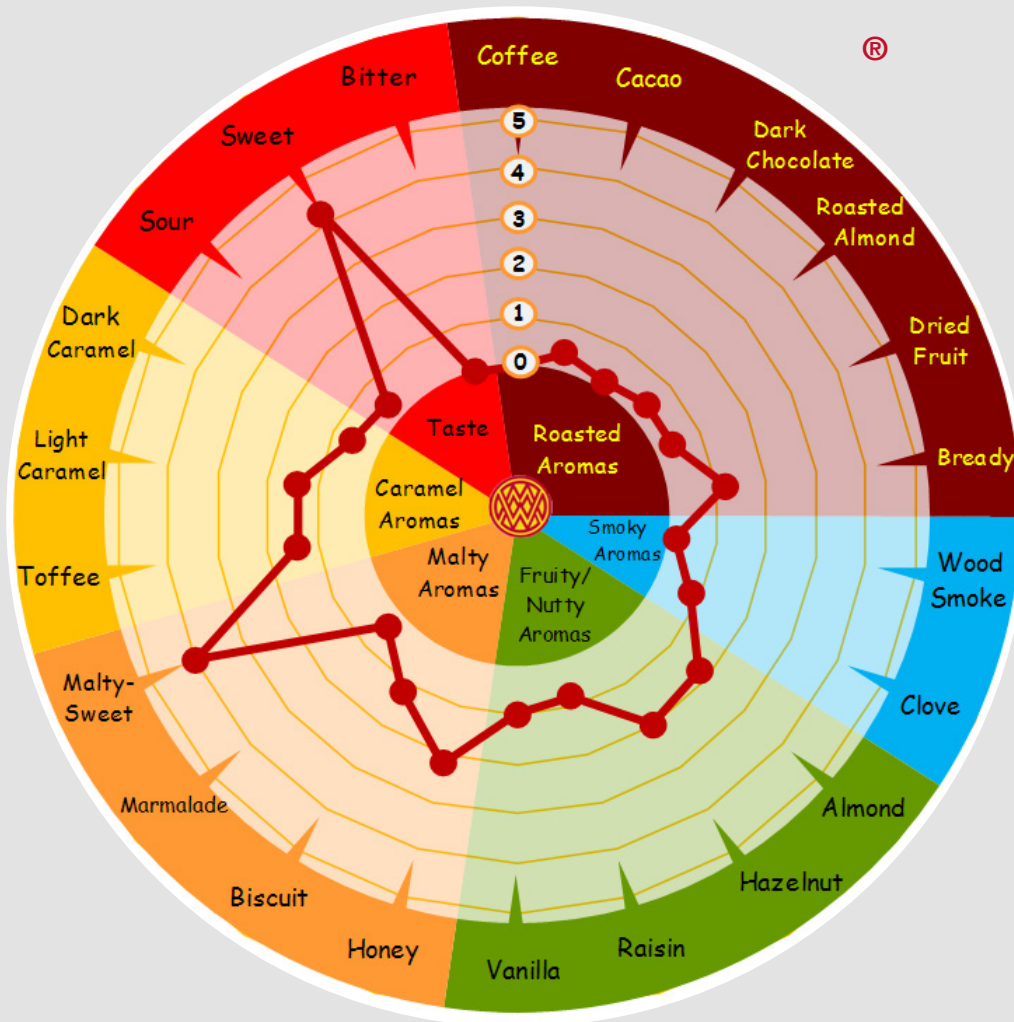 ®
Coffee
Cacao
Dark
Chocolate
Roasted
Almond
Dried
Fruit
Bready
Wood
Smoke
Clove
Almond
Hazelnut
Raisin
Vanilla
Honey
Biscuit
Marmalade
Malty-
Sweet
Toffee
Light
Caramel
Dark
Caramel
Sour
Sweet
Bitter
5
4
3
2
1
0
Taste
Roasted
Aromas
Smoky
Aromas
Fruity/
Nutty
Aromas
Malty
Aromas
Caramel
Aromas